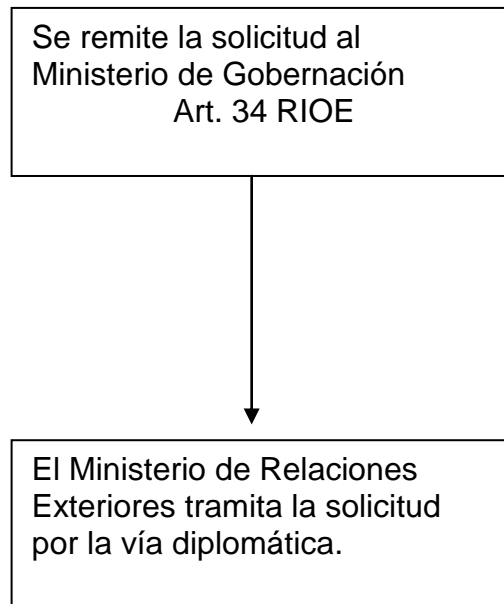 Se remite la solicitud al
Ministerio de Gobernación
Art. 34 RIOE
El Ministerio de Relaciones
Exteriores tramita la solicitud
por la vía diplomática.